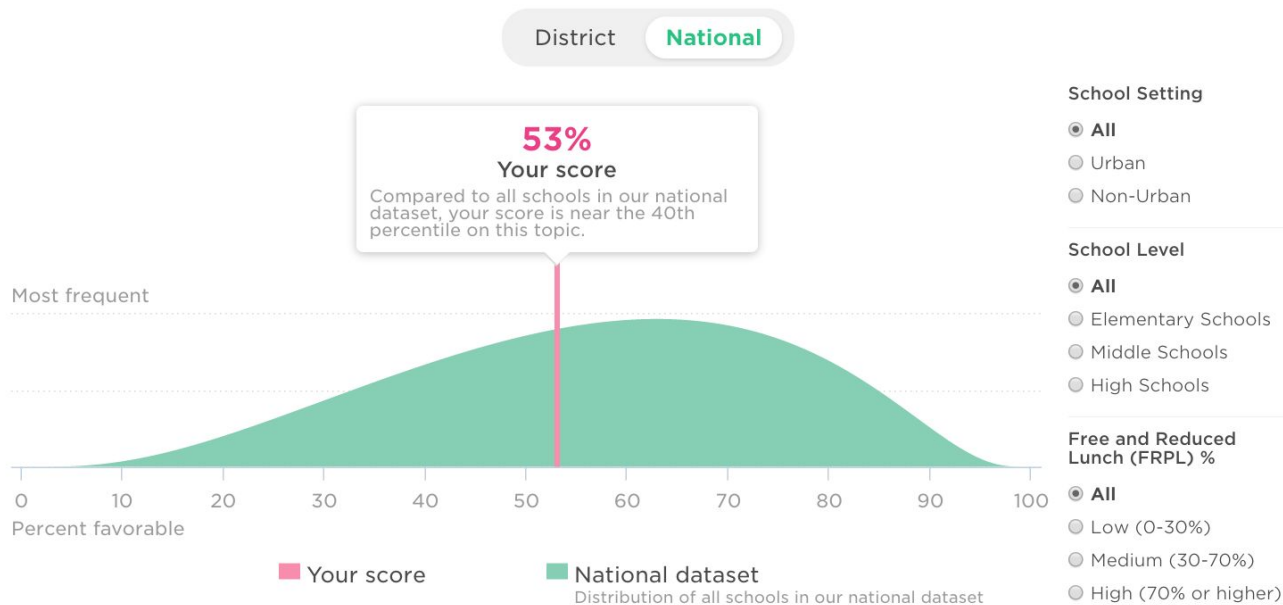 District
National
53%
Your score
Compared to all schools in our national
dataset, your score is near the 40th
percentile on this topic.
Most frequent
0 10 20 30 40 50 60 70 80 90 100
Percent favorable
Your score
National dataset
Distribution of all schools in our national dataset
School Setting
All
Urban
Non-Urban
School Level
All
Elementary Schools
Middle Schools
High Schools
Free and Reduced
Lunch (FRPL) %
All
Low (0-30%)
Medium (30-70%)
High (70% or higher)